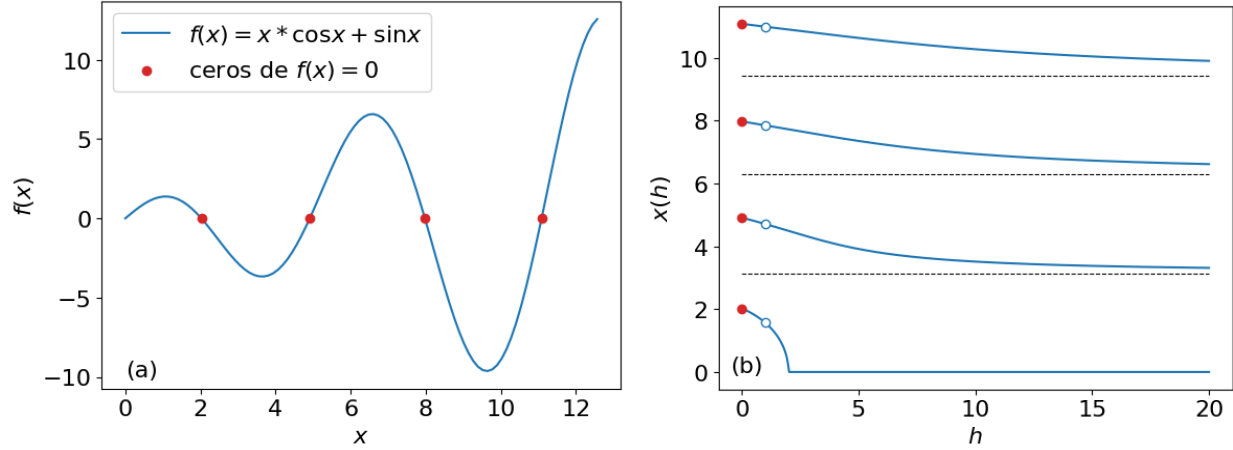 f(x) = x * cosx + sinx
ceros de f(x) = 0
10
5
0
−5
−10
f(x)
(a)
0 2 4 6 8 10 12
x
10
8
6
4
2
0
x(h)
(b)
0 5 10 15 20
h